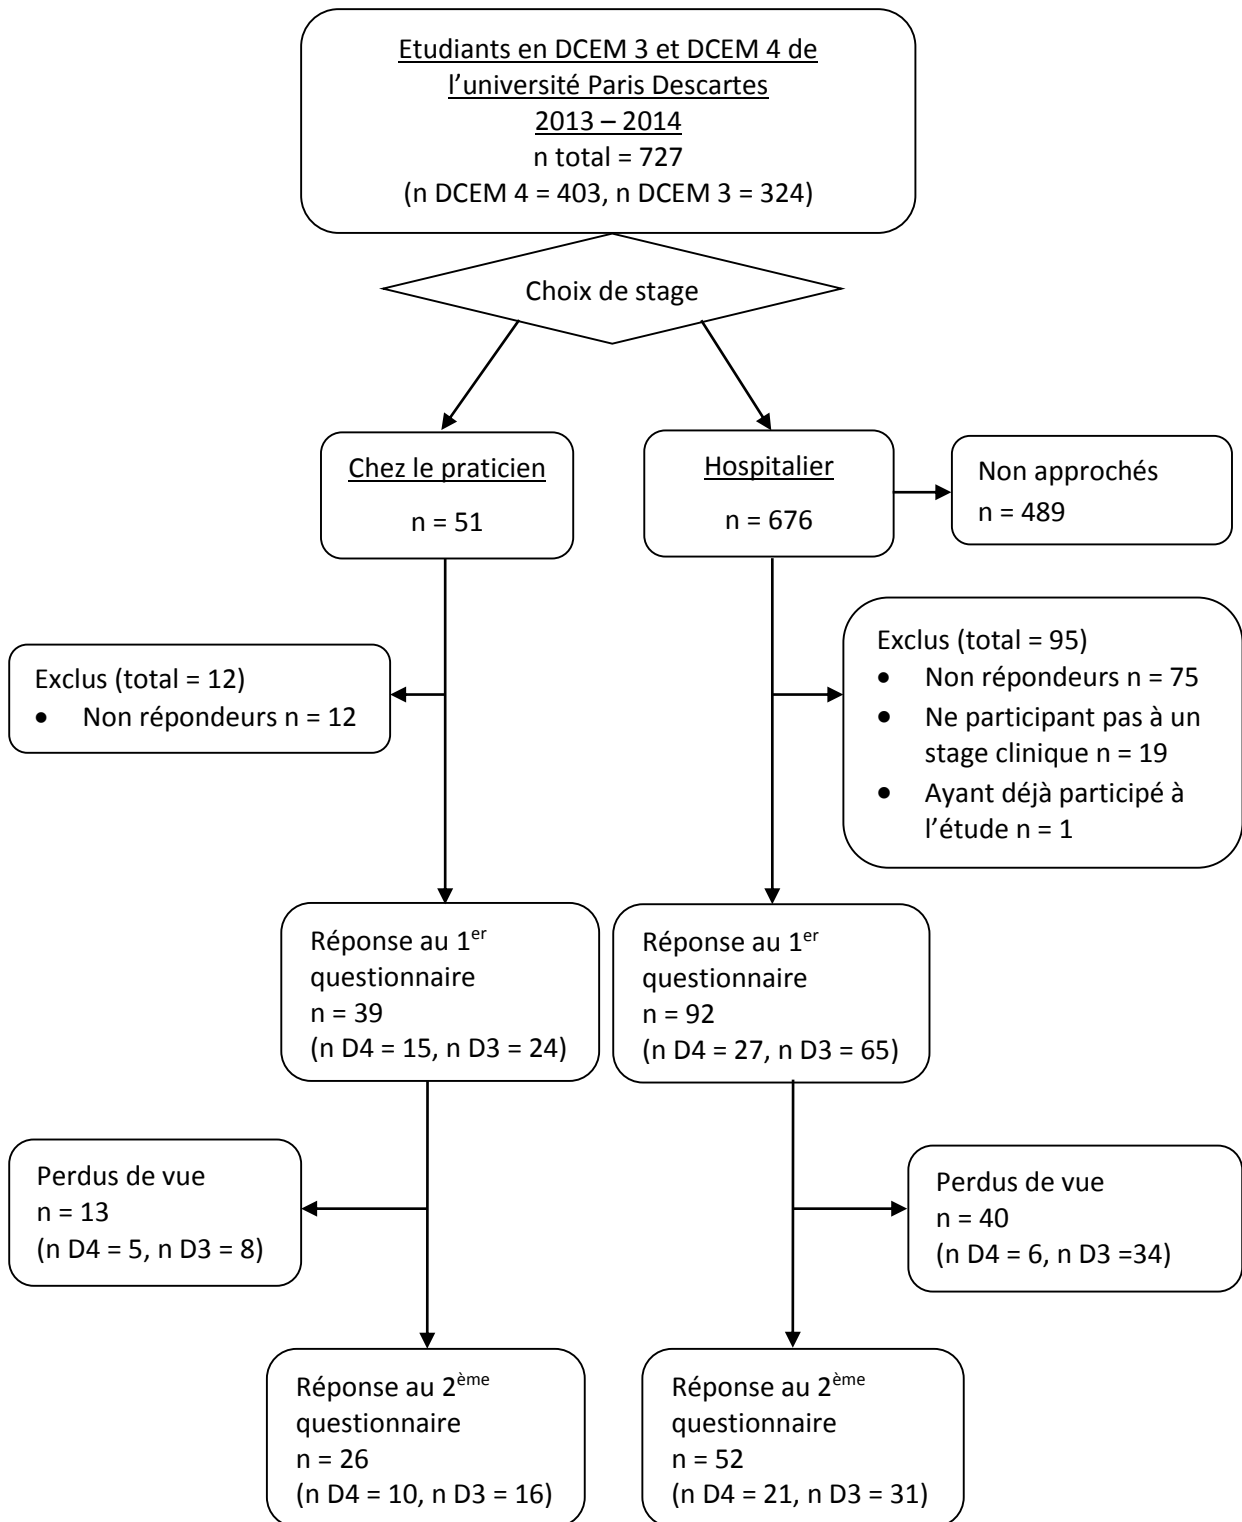 Etudiants en DCEM 3 et DCEM 4 de
l’université Paris Descartes
2013 – 2014
n total = 727
(n DCEM 4 = 403, n DCEM 3 = 324)
Choix de stage
Chez le praticien
n = 51
Hospitalier
n = 676
Non approchés
n = 489
Exclus (total = 12)
• Non répondeurs n = 12
Exclus (total = 95)
• Non répondeurs n = 75
• Ne participant pas à un
stage clinique n = 19
• Ayant déjà participé à
l’étude n = 1
Réponse au 1er
questionnaire
n = 39
(n D4 = 15, n D3 = 24)
Réponse au 1er
questionnaire
n = 92
(n D4 = 27, n D3 = 65)
Perdus de vue
n = 13
(n D4 = 5, n D3 = 8)
Perdus de vue
n = 40
(n D4 = 6, n D3 =34)
Réponse au 2ème
questionnaire
n = 26
(n D4 = 10, n D3 = 16)
Réponse au 2ème
questionnaire
n = 52
(n D4 = 21, n D3 = 31)